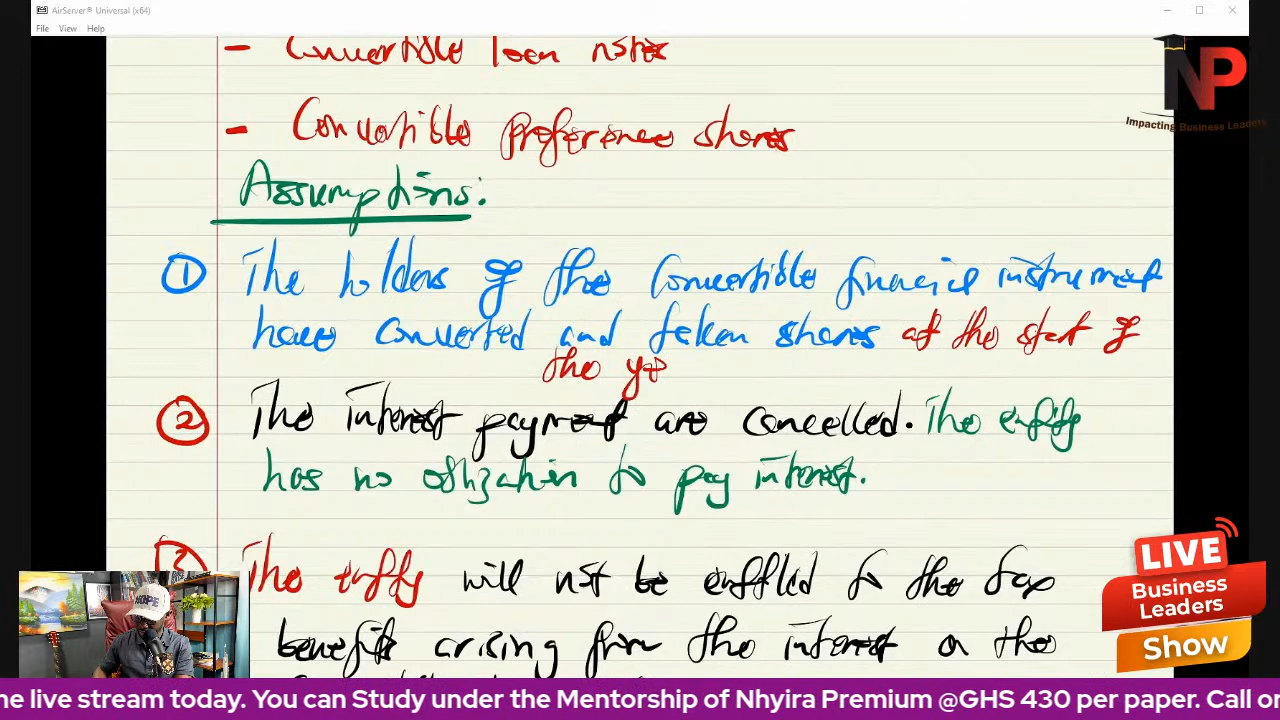 AirServer® Universal (x64)
File View Help
- Convertible loan notes
- Convertible preference shares
Assumptions:
① The holders of the convertible financial instrument
have converted and taken shares at the start of
the yr
② The interest payment are cancelled. The entity
has no obligation to pay interest.
③ The entity will not be entitled to the tax
benefits arising from the interest on the
NP
Impacting Business Leaders
LIVE
Business
Leaders
Show
HOPE
ne live stream today. You can Study under the Mentorship of Nhyira Premium @GHS 430 per paper. Call or